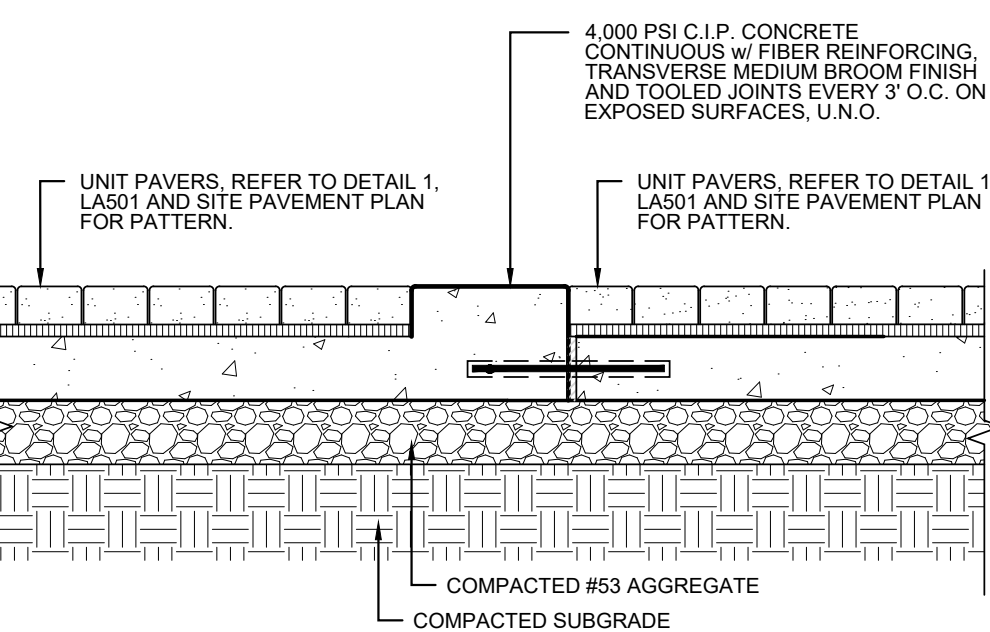 4,000 PSI C.I.P. CONCRETE
CONTINUOUS w/ FIBER REINFORCING,
TRANSVERSE MEDIUM BROOM FINISH
AND TOOLED JOINTS EVERY 3' O.C. ON
EXPOSED SURFACES, U.N.O.
UNIT PAVERS, REFER TO DETAIL 1,
LA501 AND SITE PAVEMENT PLAN
FOR PATTERN.
UNIT PAVERS, REFER TO DETAIL 1
LA501 AND SITE PAVEMENT PLAN
FOR PATTERN.
COMPACTED #53 AGGREGATE
COMPACTED SUBGRADE